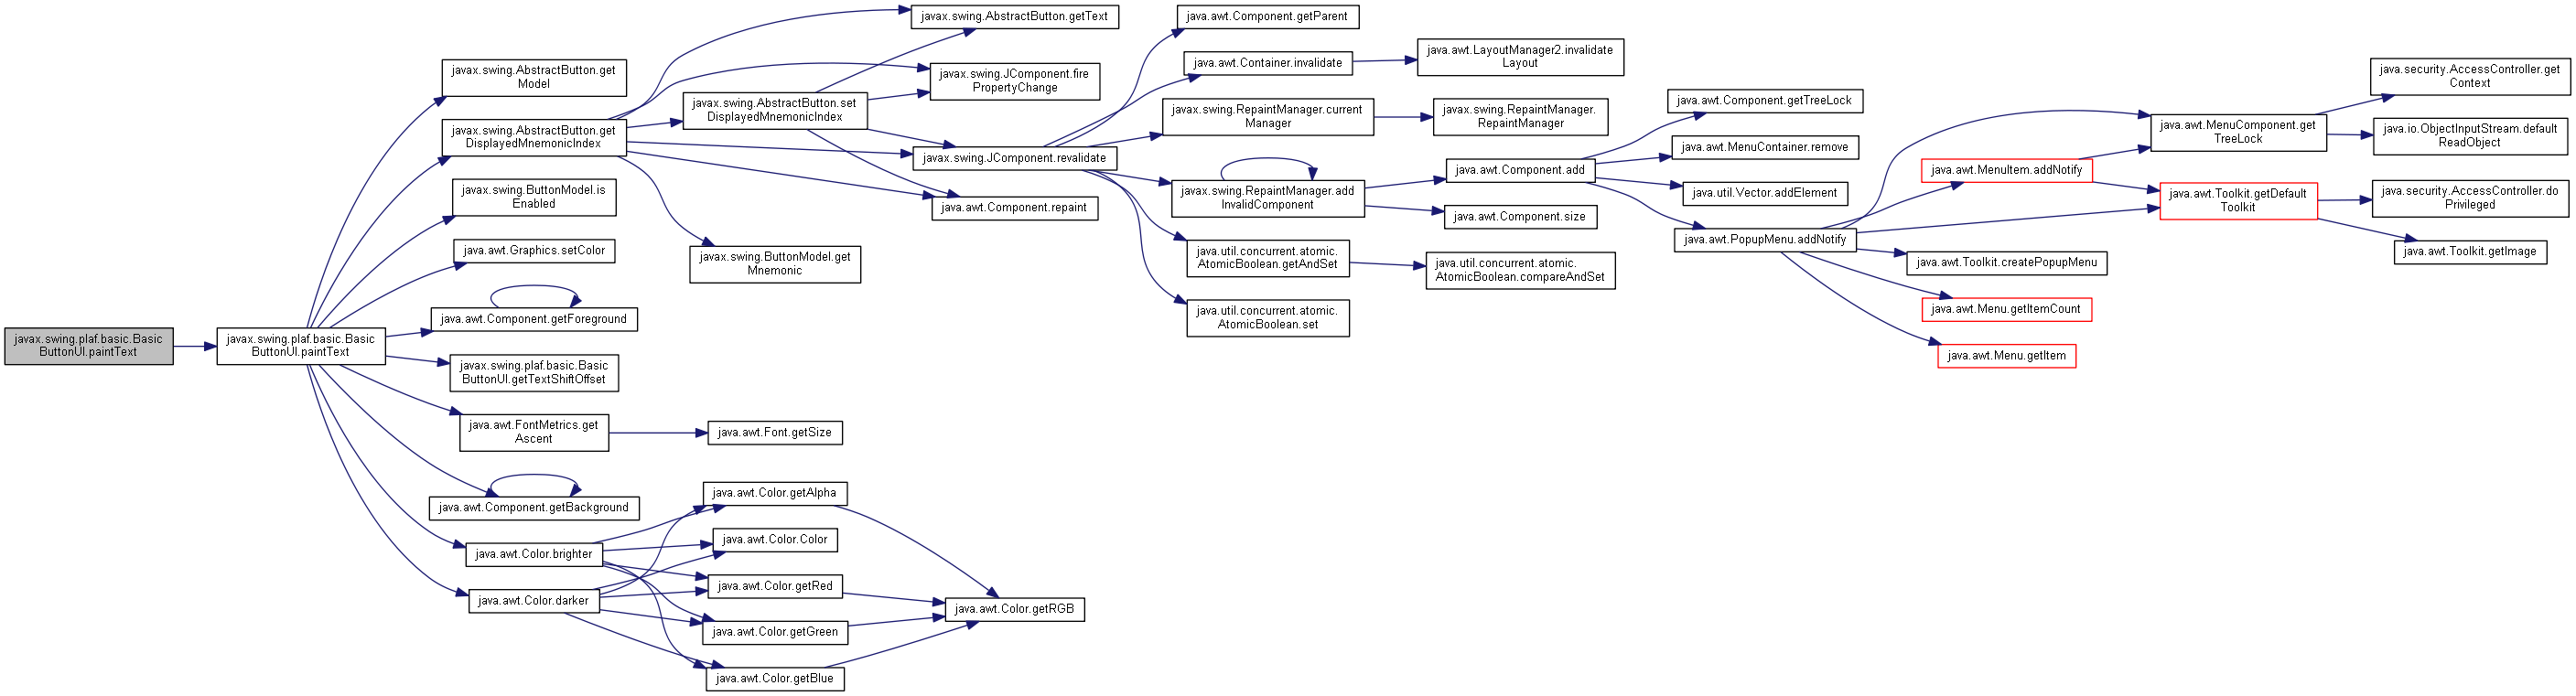 javax.swing.plaf.basic.Basic
ButtonUI.paintText
javax.swing.plaf.basic.Basic
ButtonUI.paintText
javax.swing.AbstractButton.get
Model
javax.swing.AbstractButton.get
DisplayedMnemonicIndex
javax.swing.ButtonModel.is
Enabled
java.awt.Graphics.setColor
java.awt.Component.getForeground
javax.swing.plaf.basic.Basic
ButtonUI.getTextShiftOffset
java.awt.FontMetrics.get
Ascent
java.awt.Component.getBackground
java.awt.Color.brighter
java.awt.Color.darker
javax.swing.AbstractButton.set
DisplayedMnemonicIndex
javax.swing.ButtonModel.get
Mnemonic
java.awt.Font.getSize
java.awt.Color.getAlpha
java.awt.Color.Color
java.awt.Color.getRed
java.awt.Color.getGreen
java.awt.Color.getBlue
javax.swing.AbstractButton.getText
javax.swing.JComponent.fire
PropertyChange
javax.swing.JComponent.revalidate
java.awt.Component.repaint
java.awt.Color.getRGB
java.awt.Component.getParent
java.awt.Container.invalidate
javax.swing.RepaintManager.current
Manager
javax.swing.RepaintManager.add
InvalidComponent
java.util.concurrent.atomic.
AtomicBoolean.getAndSet
java.util.concurrent.atomic.
AtomicBoolean.set
java.awt.LayoutManager2.invalidate
Layout
javax.swing.RepaintManager.
RepaintManager
java.awt.Component.add
java.awt.Component.size
java.util.concurrent.atomic.
AtomicBoolean.compareAndSet
java.awt.Component.getTreeLock
java.awt.MenuContainer.remove
java.util.Vector.addElement
java.awt.PopupMenu.addNotify
java.awt.MenuItem.addNotify
java.awt.Toolkit.createPopupMenu
java.awt.Menu.getItemCount
java.awt.Menu.getItem
java.awt.MenuComponent.get
TreeLock
java.awt.Toolkit.getDefault
Toolkit
java.security.AccessController.get
Context
java.io.ObjectInputStream.default
ReadObject
java.security.AccessController.do
Privileged
java.awt.Toolkit.getImage